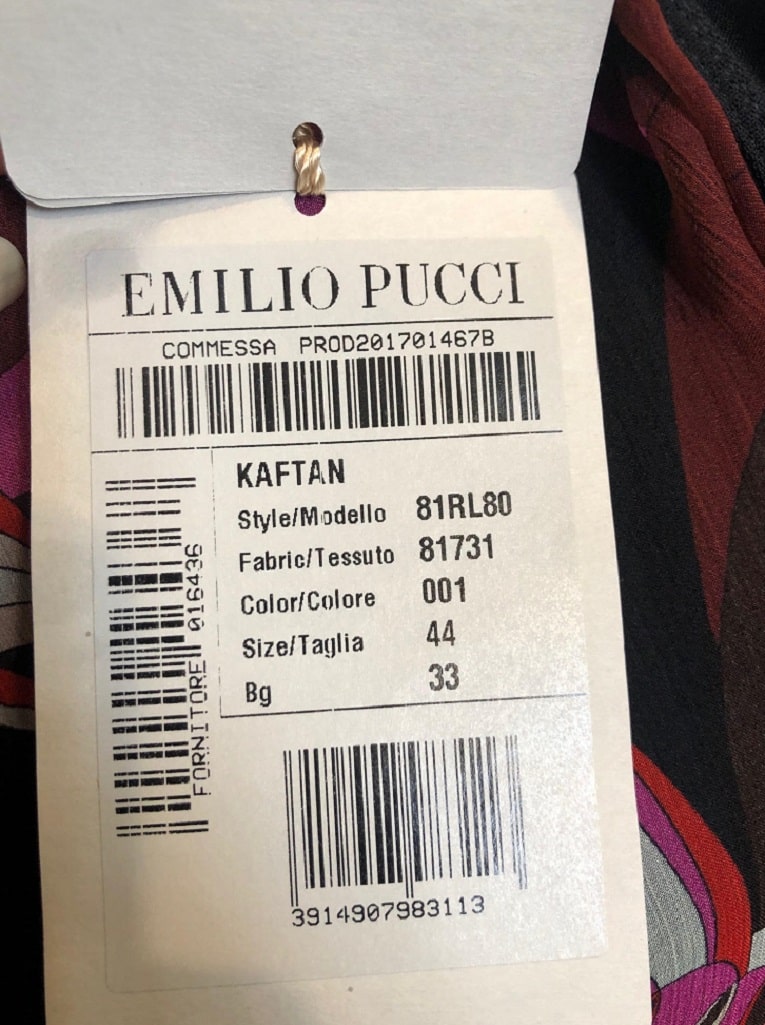 EMILIO PUCCI
COMMESSA PROD201701467B
KAFTAN
Style/Modello 81RL80
Fabric/Tessuto 81731
Color/Colore 001
Size/Taglia 44
Bg 33
FORNITORE 016436
3914907983113